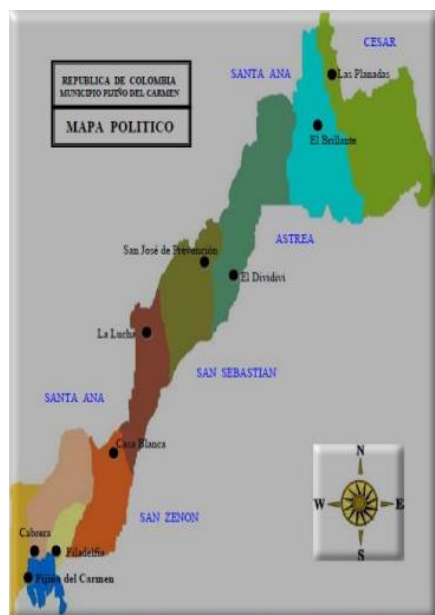 CESAR
REPUBLICA DE COLOMBIA
MUNICIPIO PIJIÑO DEL CARMEN
MAPA POLITICO
SANTA ANA
Las Planadas
El Brillante
ASTREA
San José de Prevención
El Dividivi
La Lucha
SAN SEBASTIAN
SANTA ANA
Casa Blanca
SAN ZENON
Cabrera
Filadelfia
Pijiño del Carmen
N
W
E
S